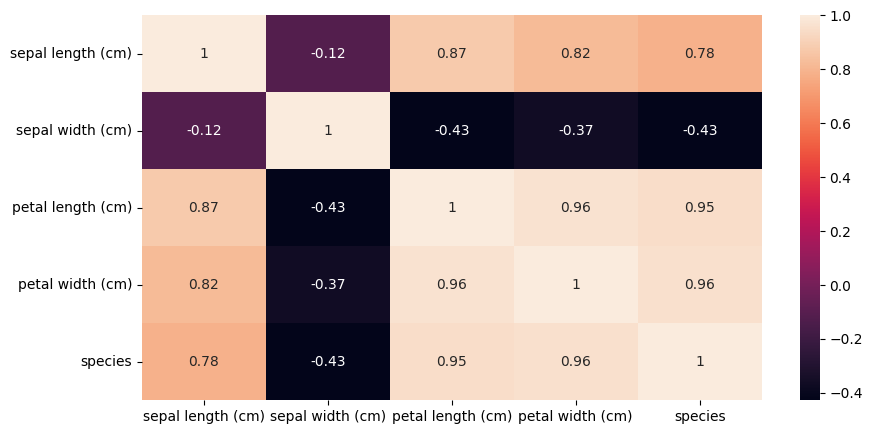 sepal length (cm) 1 -0.12 0.87 0.82 0.78
sepal width (cm) -0.12 1 -0.43 -0.37 -0.43
petal length (cm) 0.87 -0.43 1 0.96 0.95
petal width (cm) 0.82 -0.37 0.96 1 0.96
species 0.78 -0.43 0.95 0.96 1
sepal length (cm) sepal width (cm) petal length (cm) petal width (cm) species
1.0
0.8
0.6
0.4
0.2
0.0
−0.2
−0.4